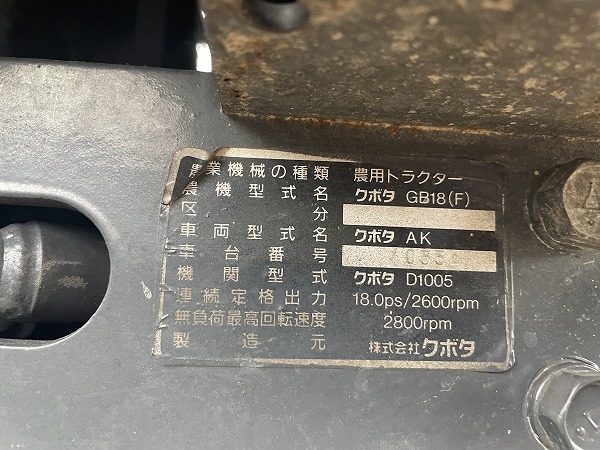 農業機械の種類 農用トラクター
農機型式名 クボタ GB18(F)
区分
車両型式名 クボタ AK
車台番号
機関型式 クボタ D1005
連続定格出力 18.0ps/2600rpm
無負荷最高回転速度 2800rpm
製造元 株式会社クボタ